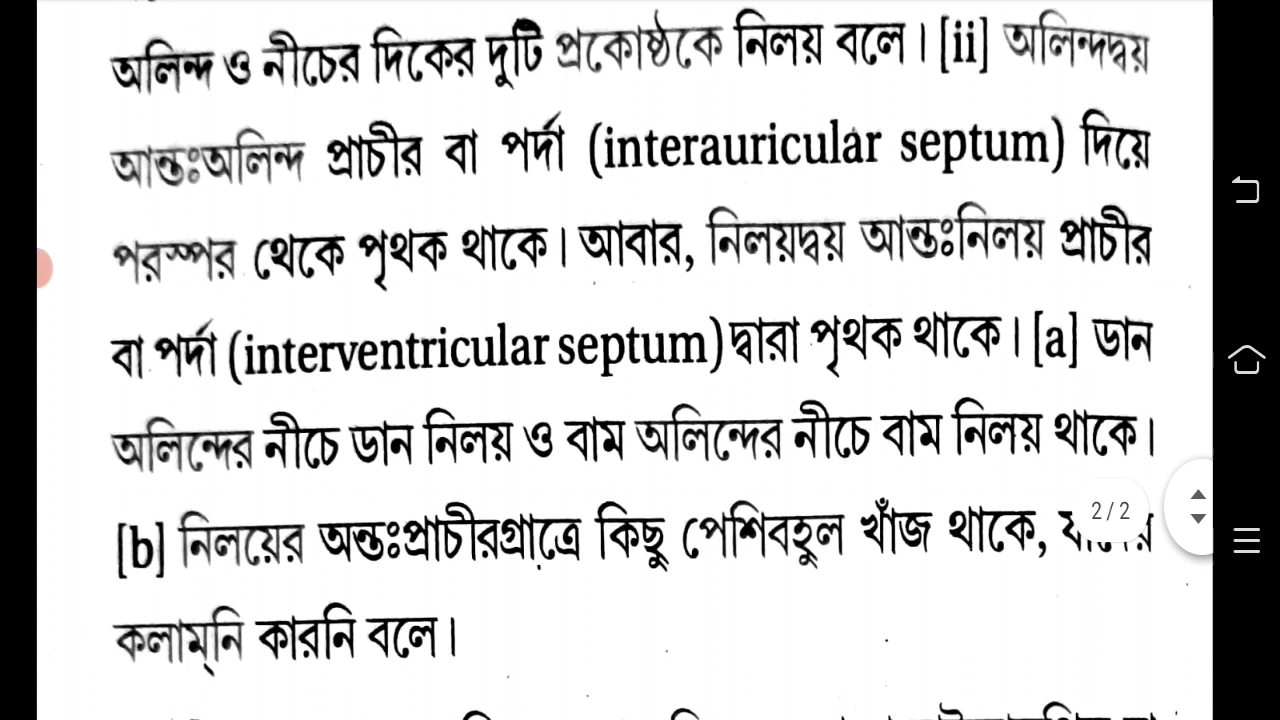 অলিন্দ ও নীচের দিকের দুটি প্রকোষ্ঠকে নিলয় বলে। [ii] অলিন্দদ্বয়
আন্তঃঅলিন্দ প্রাচীর বা পর্দা (interauricular septum) দিয়ে
পরস্পর থেকে পৃথক থাকে। আবার, নিলয়দ্বয় আন্তঃনিলয় প্রাচীর
বা পর্দা (interventricular septum) দ্বারা পৃথক থাকে। [a] ডান
অলিন্দের নীচে ডান নিলয় ও বাম অলিন্দের নীচে বাম নিলয় থাকে।
[b] নিলয়ের অন্তঃপ্রাচীরগ্রাত্রে কিছু পেশিবহুল খাঁজ থাকে,
2/2
কলাম্‌নি কারনি বলে।